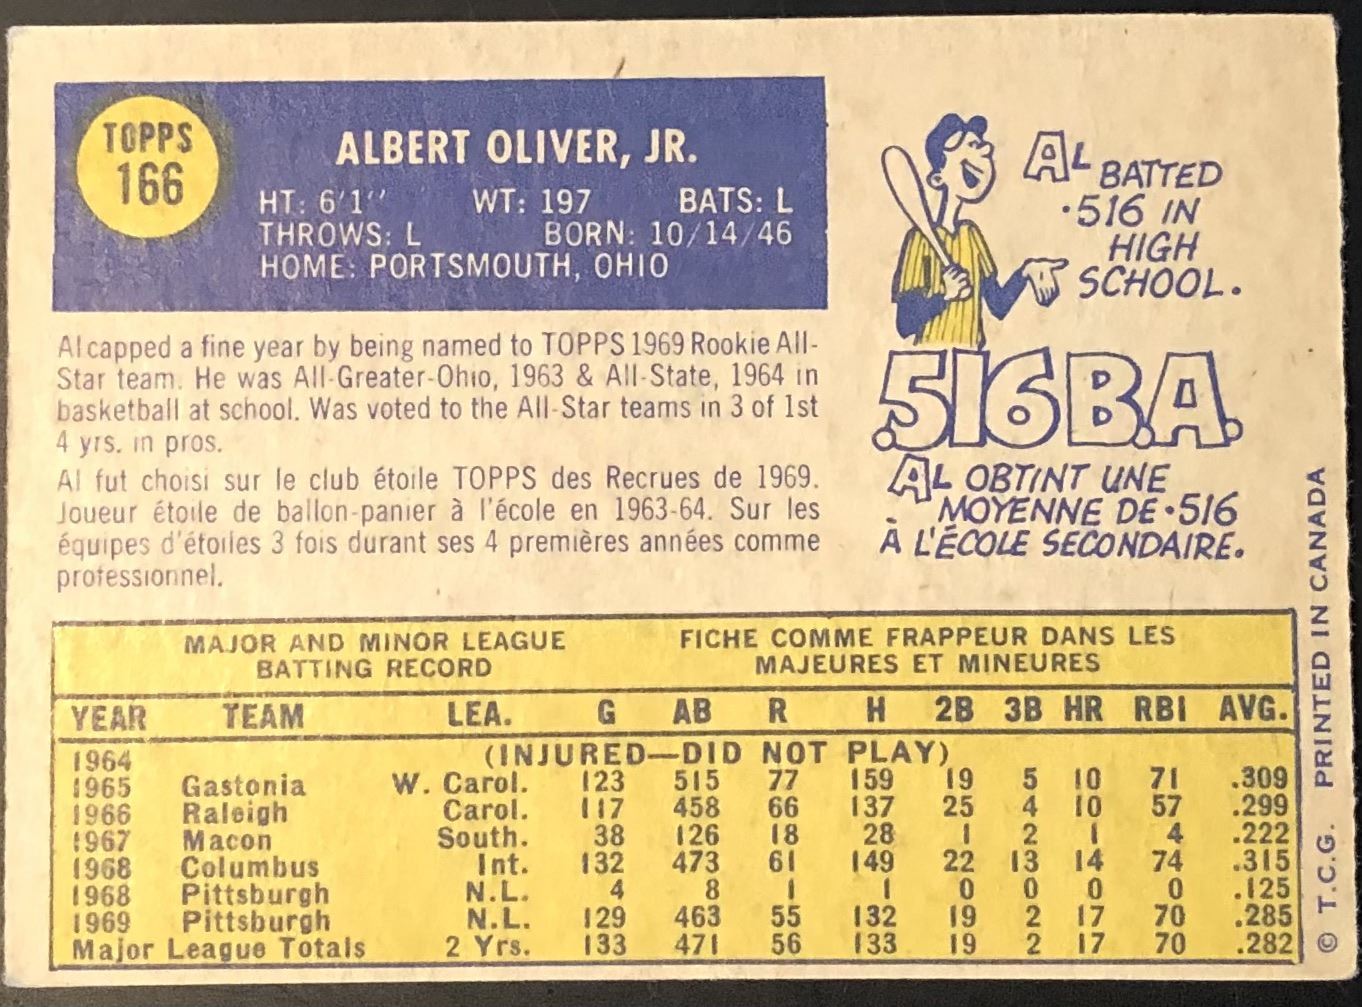 TOPPS
166
ALBERT OLIVER, JR.
HT: 6'1" WT: 197 BATS: L
THROWS: L BORN: 10/14/46
HOME: PORTSMOUTH, OHIO
Al capped a fine year by being named to TOPPS 1969 Rookie All-
Star team. He was All-Greater-Ohio, 1963 & All-State, 1964 in
basketball at school. Was voted to the All-Star teams in 3 of 1st
4 yrs. in pros.
Al fut choisi sur le club étoile TOPPS des Recrues de 1969.
Joueur étoile de ballon-panier à l'école en 1963-64. Sur les
équipes d'étoiles 3 fois durant ses 4 premières années comme
professionnel.
AL BATTED
.516 IN
HIGH
SCHOOL.
.516 B.A.
AL OBTINT UNE
MOYENNE DE .516
À L'ÉCOLE SECONDAIRE.
MAJOR AND MINOR LEAGUE
BATTING RECORD
FICHE COMME FRAPPEUR DANS LES
MAJEURES ET MINEURES
YEAR TEAM LEA. G AB R H 2B 3B HR RBI AVG.
1964 (INJURED—DID NOT PLAY)
1965 Gastonia W. Carol. 123 515 77 159 19 5 10 71 .309
1966 Raleigh Carol. 117 458 66 137 25 4 10 57 .299
1967 Macon South. 38 126 18 28 1 2 1 4 .222
1968 Columbus Int. 132 473 61 149 22 13 14 74 .315
1968 Pittsburgh N.L. 4 8 1 1 0 0 0 0 .125
1969 Pittsburgh N.L. 129 463 55 132 19 2 17 70 .285
Major League Totals 2 Yrs. 133 471 56 133 19 2 17 70 .282
© T.C.G. PRINTED IN CANADA